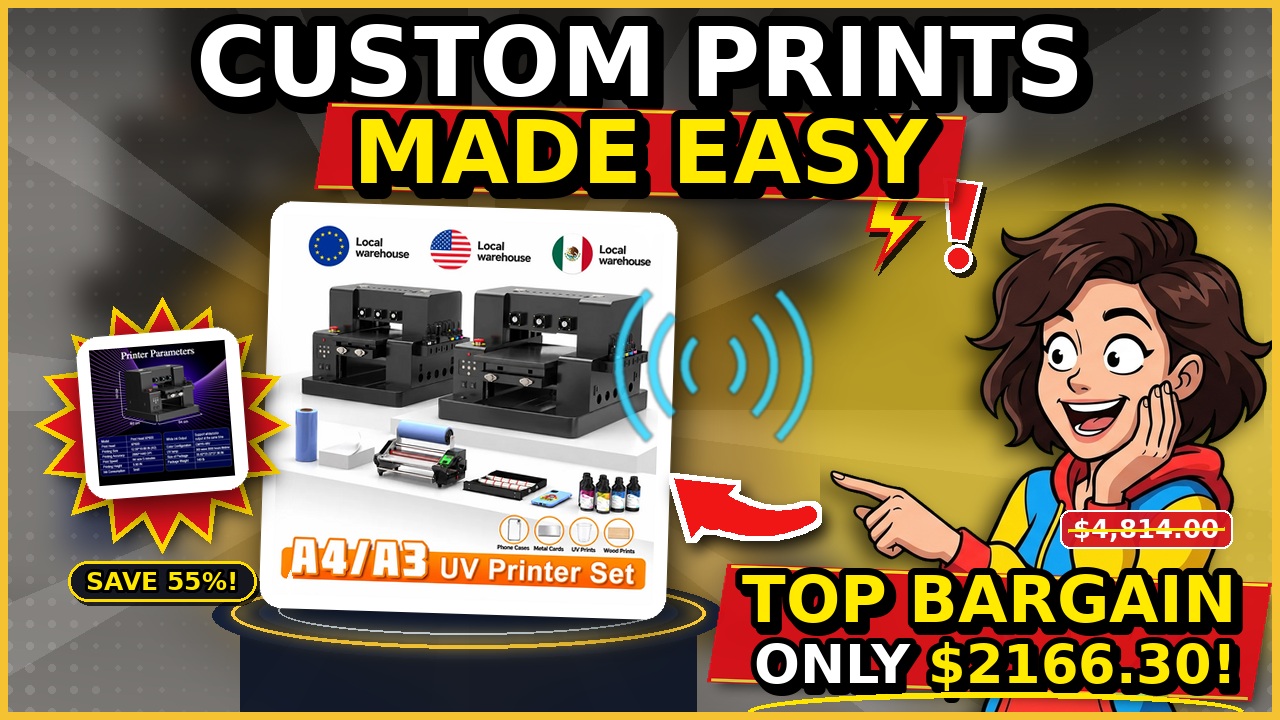 CUSTOM PRINTS
MADE EASY
Local warehouse
Local warehouse
Local warehouse
Printer Parameters
Phone Cases
Metal Cards
UV Prints
Wood Prints
A4/A3 UV Printer Set
SAVE 55%!
$4,814.00
TOP BARGAIN
ONLY $2166.30!